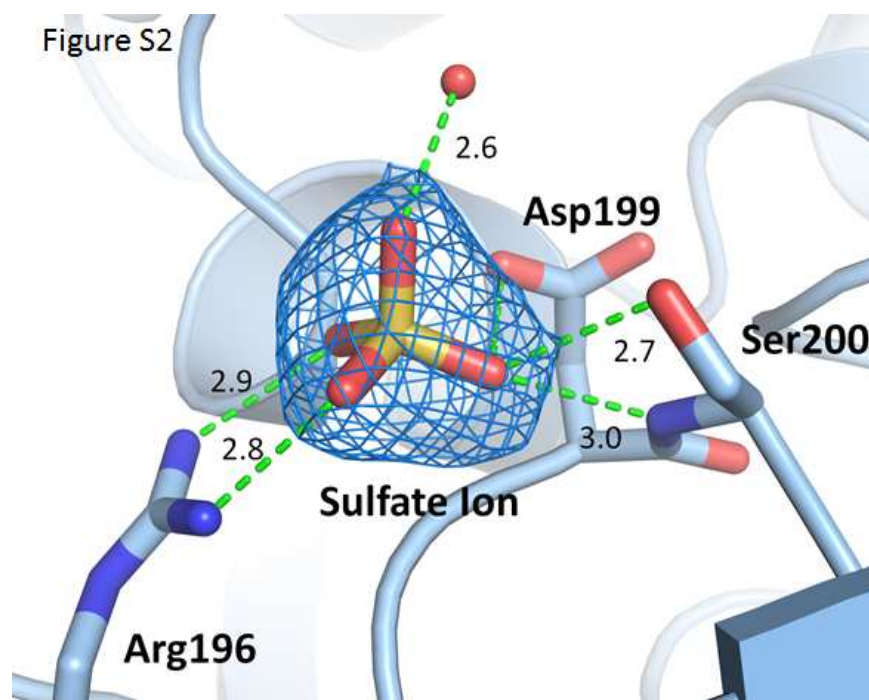 Figure S2
2.6
Asp199
2.7
Ser200
2.9
2.8
3.0
Sulfate Ion
Arg196